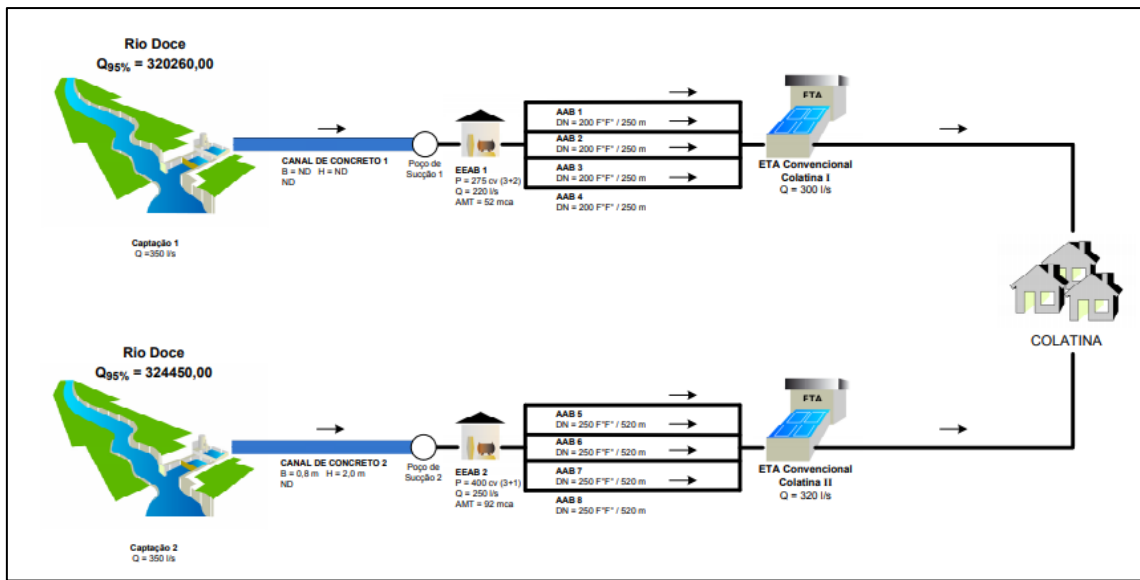 Rio Doce
Q95% = 320260,00
CANAL DE CONCRETO 1
B = ND H = ND
ND
Poço de
Sucção 1
EEAB 1
P = 275 cv (3+2)
Q = 220 l/s
AMT = 52 mca
AAB 1
DN = 200 F"F" / 250 m
AAB 2
DN = 200 F"F" / 250 m
AAB 3
DN = 200 F"F" / 250 m
AAB 4
DN = 200 F"F" / 250 m
ETA
ETA Convencional
Colatina I
Q = 300 l/s
Captação 1
Q =350 l/s
COLATINA
Rio Doce
Q95% = 324450,00
CANAL DE CONCRETO 2
B = 0,8 m H = 2,0 m
ND
Poço de
Sucção 2
EEAB 2
P = 400 cv (3+1)
Q = 250 l/s
AMT = 92 mca
AAB 5
DN = 250 F"F" / 520 m
AAB 6
DN = 250 F"F" / 520 m
AAB 7
DN = 250 F"F" / 520 m
AAB 8
DN = 250 F"F" / 520 m
ETA
ETA Convencional
Colatina II
Q = 320 l/s
Captação 2
Q = 350 l/s